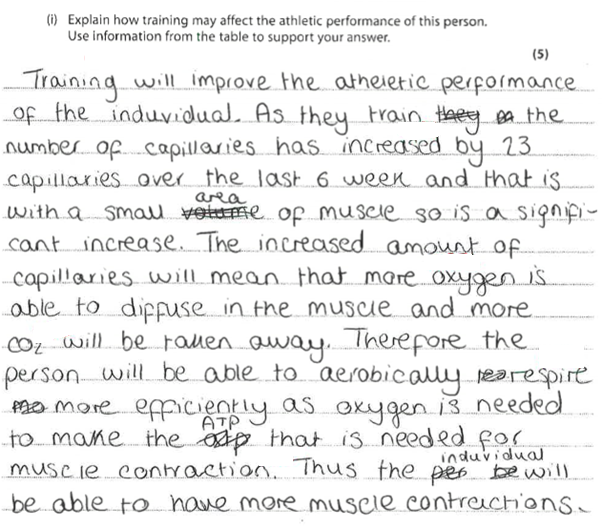 (i) Explain how training may affect the athletic performance of this person.
Use information from the table to support your answer.
(5)
Training will improve the atheletic performance
of the induvidual. As they train they the
number of capillaries has increased by 23
capillaries over the last 6 week and that is
area
with a small volume of muscle so is a signifi-
cant increase. The increased amount of
capillaries will mean that more oxygen is
able to diffuse in the muscle and more
CO2 will be taken away. Therefore the
person will be able to aerobically respire
more efficiently as oxygen is needed
ATP
to make the that is needed for
induvidual
muscle contraction. Thus the per be will
be able to have more muscle contractions.